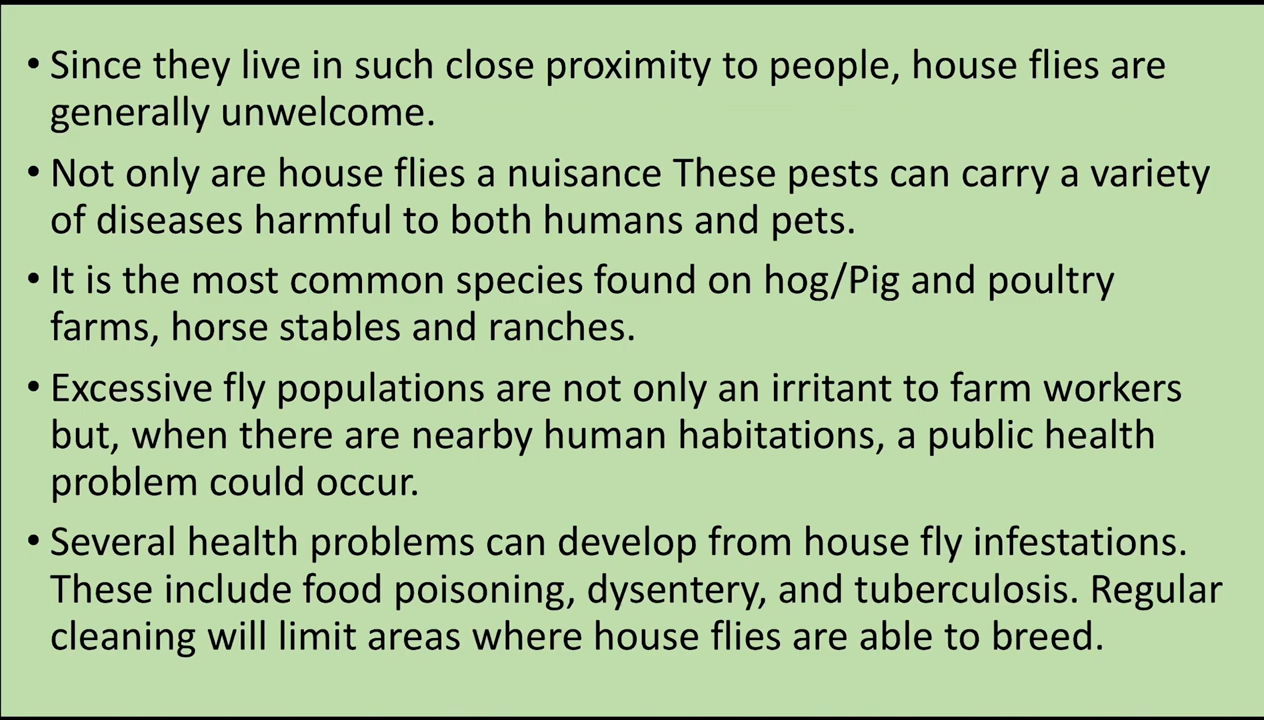 • Since they live in such close proximity to people, house flies are
generally unwelcome.
• Not only are house flies a nuisance These pests can carry a variety
of diseases harmful to both humans and pets.
• It is the most common species found on hog/Pig and poultry
farms, horse stables and ranches.
• Excessive fly populations are not only an irritant to farm workers
but, when there are nearby human habitations, a public health
problem could occur.
• Several health problems can develop from house fly infestations.
These include food poisoning, dysentery, and tuberculosis. Regular
cleaning will limit areas where house flies are able to breed.